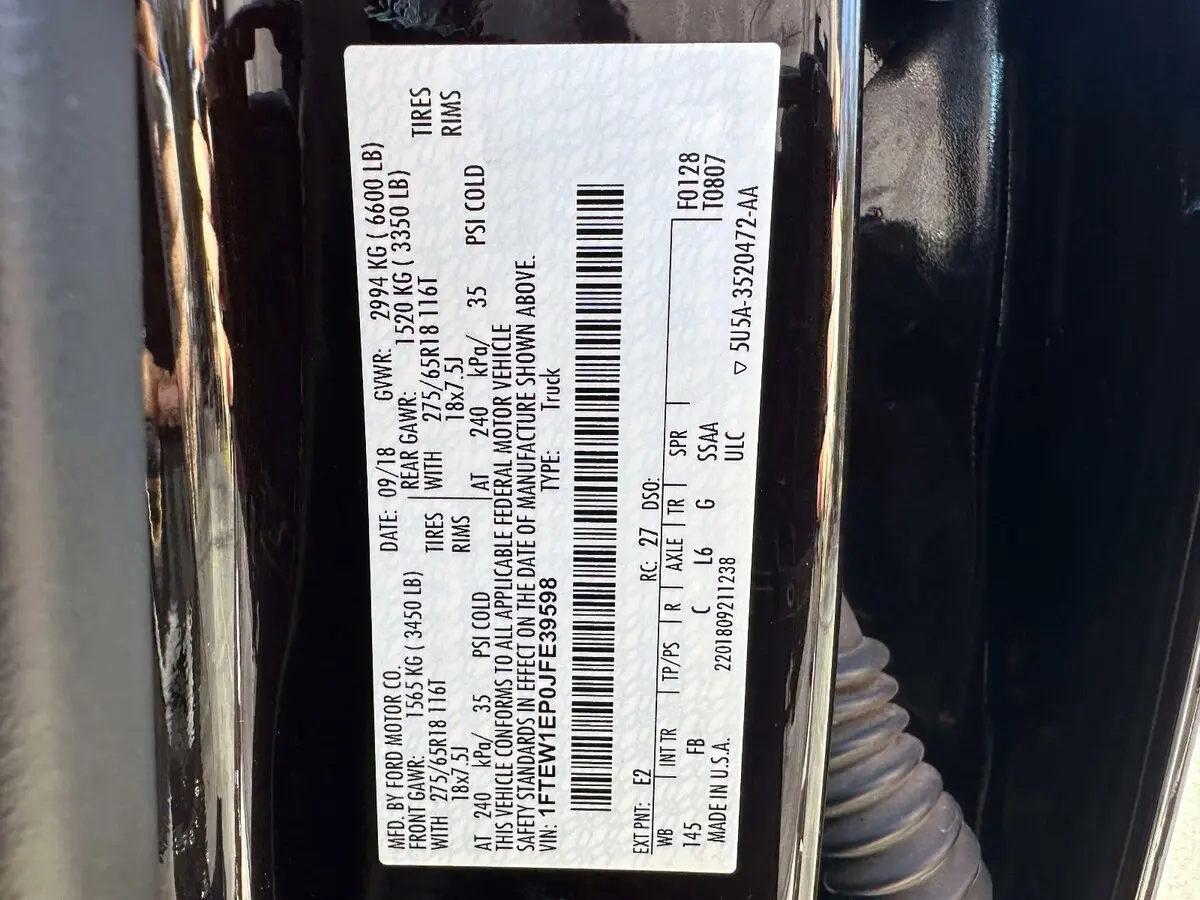 MFD. BY FORD MOTOR CO. DATE: 09/18 GVWR: 2994 KG ( 6600 LB)
FRONT GAWR: 1565 KG ( 3450 LB) REAR GAWR: 1520 KG ( 3350 LB)
WITH 275/65R18 116T TIRES WITH 275/65R18 116T TIRES
18x7.5J RIMS 18x7.5J RIMS
AT 240 kPa/ 35 PSI COLD AT 240 kPa/ 35 PSI COLD
THIS VEHICLE CONFORMS TO ALL APPLICABLE FEDERAL MOTOR VEHICLE
SAFETY STANDARDS IN EFFECT ON THE DATE OF MANUFACTURE SHOWN ABOVE.
VIN: 1FTEW1EP0JFE39598 TYPE: Truck
EXT PNT: E2 RC: 27 DSO: F0128
WB INT TR TP/PS R AXLE TR SPR T0807
145 FB C L6 G SSAA
MADE IN U.S.A. 2201809211238 ULC ▽ 5U5A-3520472-AA